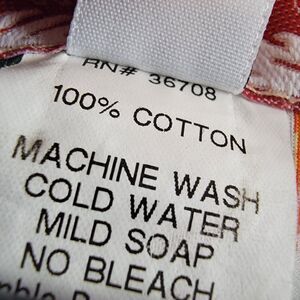 RN# 36708
100% COTTON
MACHINE WASH
COLD WATER
MILD SOAP
NO BLEACH